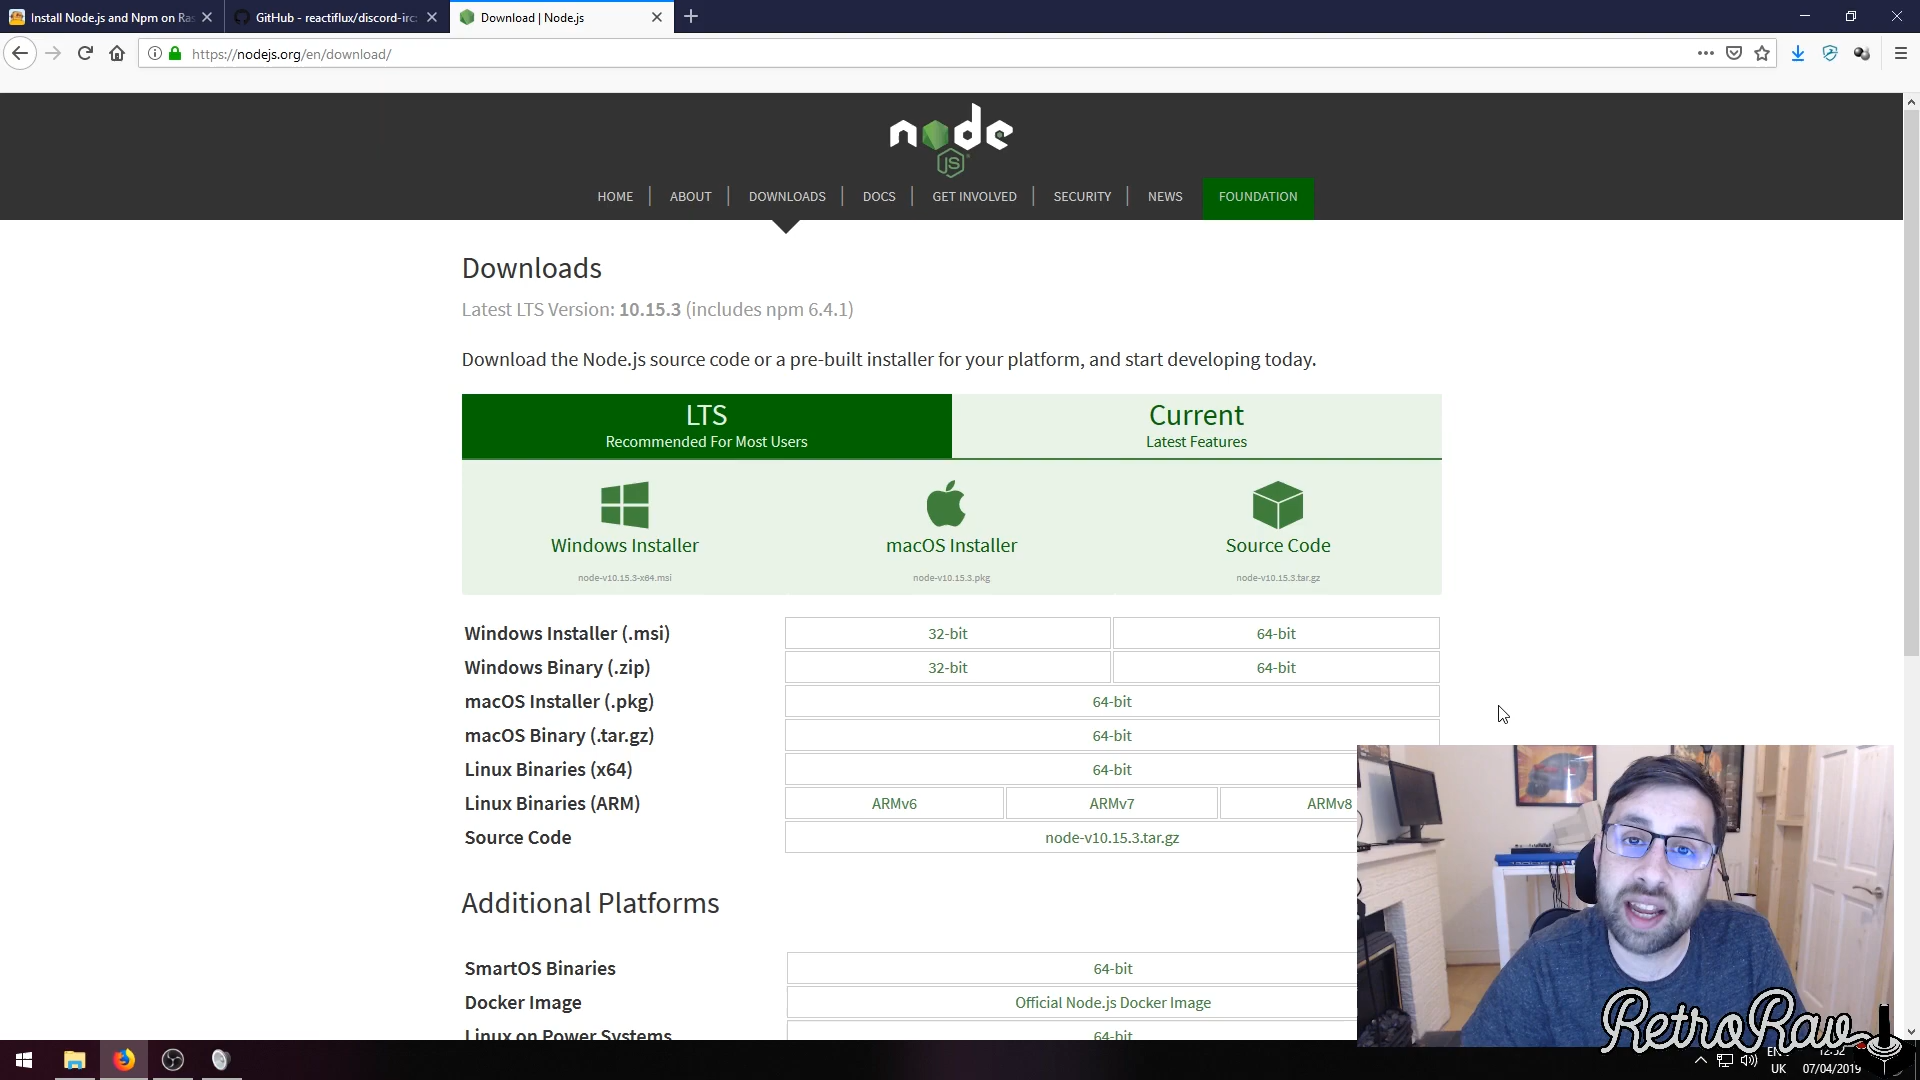 Install Node.js and Npm on Ras
GitHub - reactiflux/discord-irc:
Download | Node.js
https://nodejs.org/en/download/
node
JS
HOME
ABOUT
DOWNLOADS
DOCS
GET INVOLVED
SECURITY
NEWS
FOUNDATION
Downloads
Latest LTS Version: 10.15.3 (includes npm 6.4.1)
Download the Node.js source code or a pre-built installer for your platform, and start developing today.
LTS
Recommended For Most Users
Current
Latest Features
Windows Installer
node-v10.15.3-x64.msi
macOS Installer
node-v10.15.3.pkg
Source Code
node-v10.15.3.tar.gz
Windows Installer (.msi) 32-bit 64-bit
Windows Binary (.zip) 32-bit 64-bit
macOS Installer (.pkg) 64-bit
macOS Binary (.tar.gz) 64-bit
Linux Binaries (x64) 64-bit
Linux Binaries (ARM) ARMv6 ARMv7 ARMv8
Source Code node-v10.15.3.tar.gz
Additional Platforms
SmartOS Binaries 64-bit
Docker Image Official Node.js Docker Image
Linux on Power Systems 64-bit
RetroRaw
UK
07/04/2019